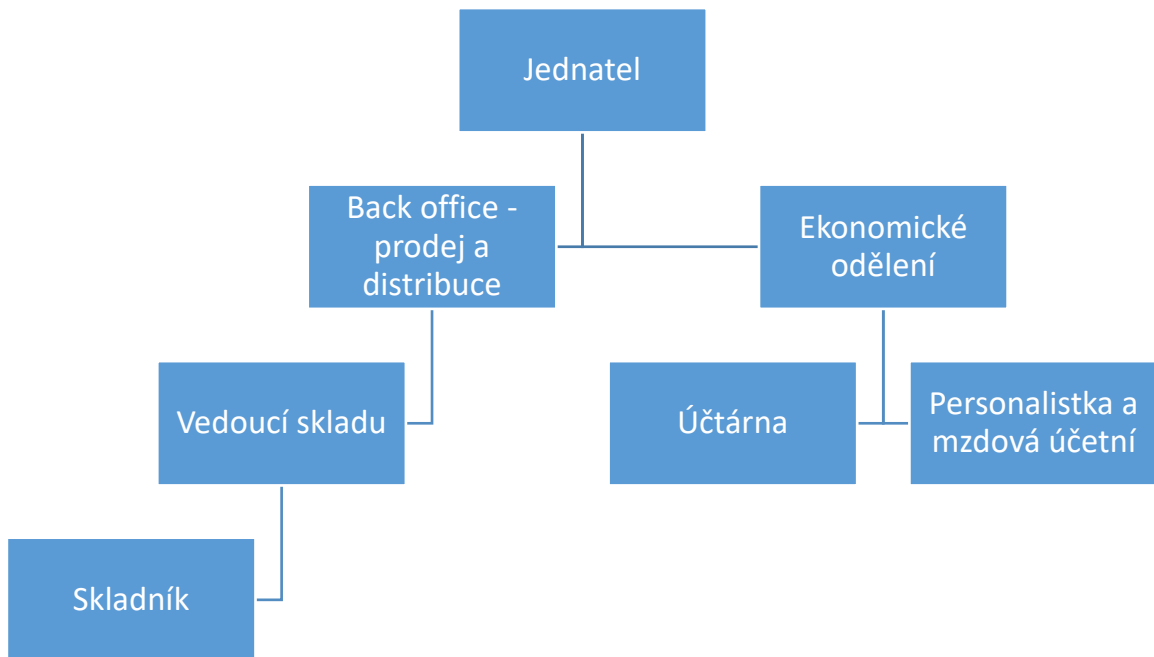 Jednatel
Back office -
prodej a
distribuce
Ekonomické
odělení
Vedoucí skladu
Účtárna
Personalistka a
mzdová účetní
Skladník